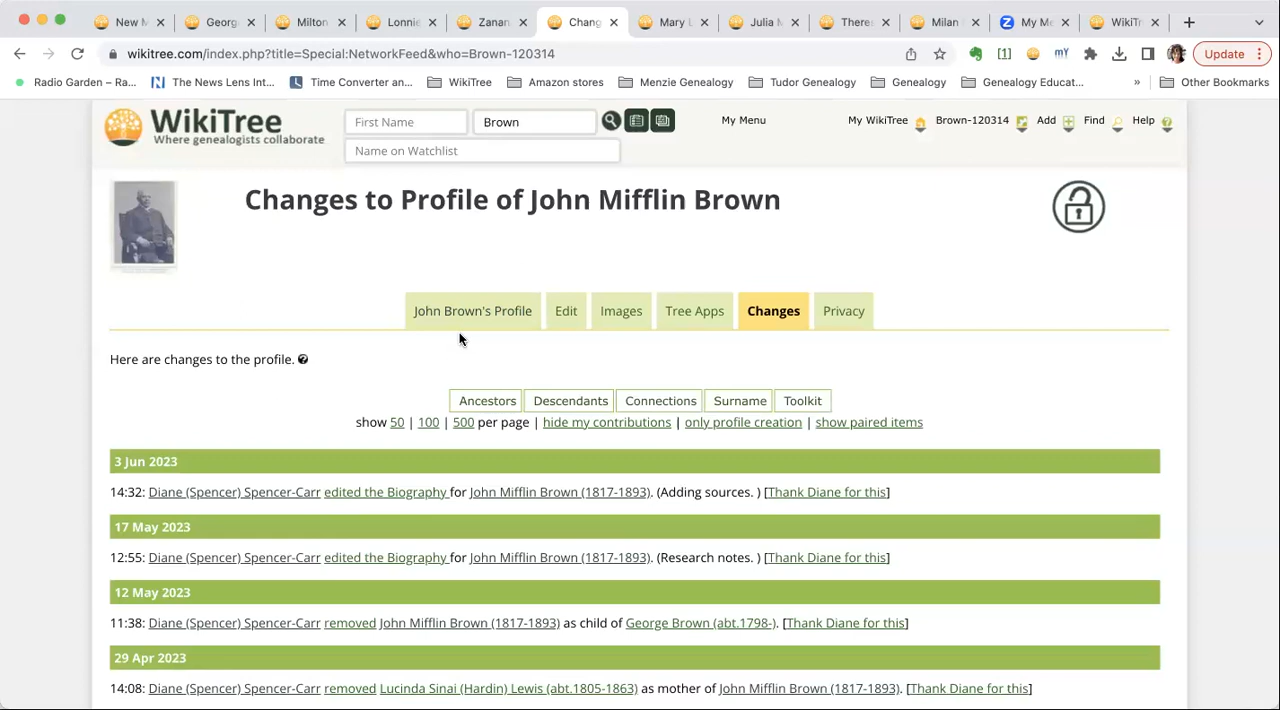 New M
Georg
Milton
Lonnie
Zanan
Chang
Mary L
Julia M
Theres
Milan
My Me
WikiTr
wikitree.com/index.php?title=Special:NetworkFeed&who=Brown-120314
[1]
mY
Update
Radio Garden – Ra...
The News Lens Int...
Time Converter an...
WikiTree
Amazon stores
Menzie Genealogy
Tudor Genealogy
Genealogy
Genealogy Educat...
»
Other Bookmarks
WikiTree
Where genealogists collaborate
First Name
Brown
My Menu
My WikiTree
Brown-120314
Add
Find
Help
Name on Watchlist
Changes to Profile of John Mifflin Brown
John Brown's Profile
Edit
Images
Tree Apps
Changes
Privacy
Here are changes to the profile.
Ancestors
Descendants
Connections
Surname
Toolkit
show 50 | 100 | 500 per page | hide my contributions | only profile creation | show paired items
3 Jun 2023
14:32: Diane (Spencer) Spencer-Carr edited the Biography for John Mifflin Brown (1817-1893). (Adding sources. ) [Thank Diane for this]
17 May 2023
12:55: Diane (Spencer) Spencer-Carr edited the Biography for John Mifflin Brown (1817-1893). (Research notes. ) [Thank Diane for this]
12 May 2023
11:38: Diane (Spencer) Spencer-Carr removed John Mifflin Brown (1817-1893) as child of George Brown (abt.1798-). [Thank Diane for this]
29 Apr 2023
14:08: Diane (Spencer) Spencer-Carr removed Lucinda Sinai (Hardin) Lewis (abt.1805-1863) as mother of John Mifflin Brown (1817-1893). [Thank Diane for this]